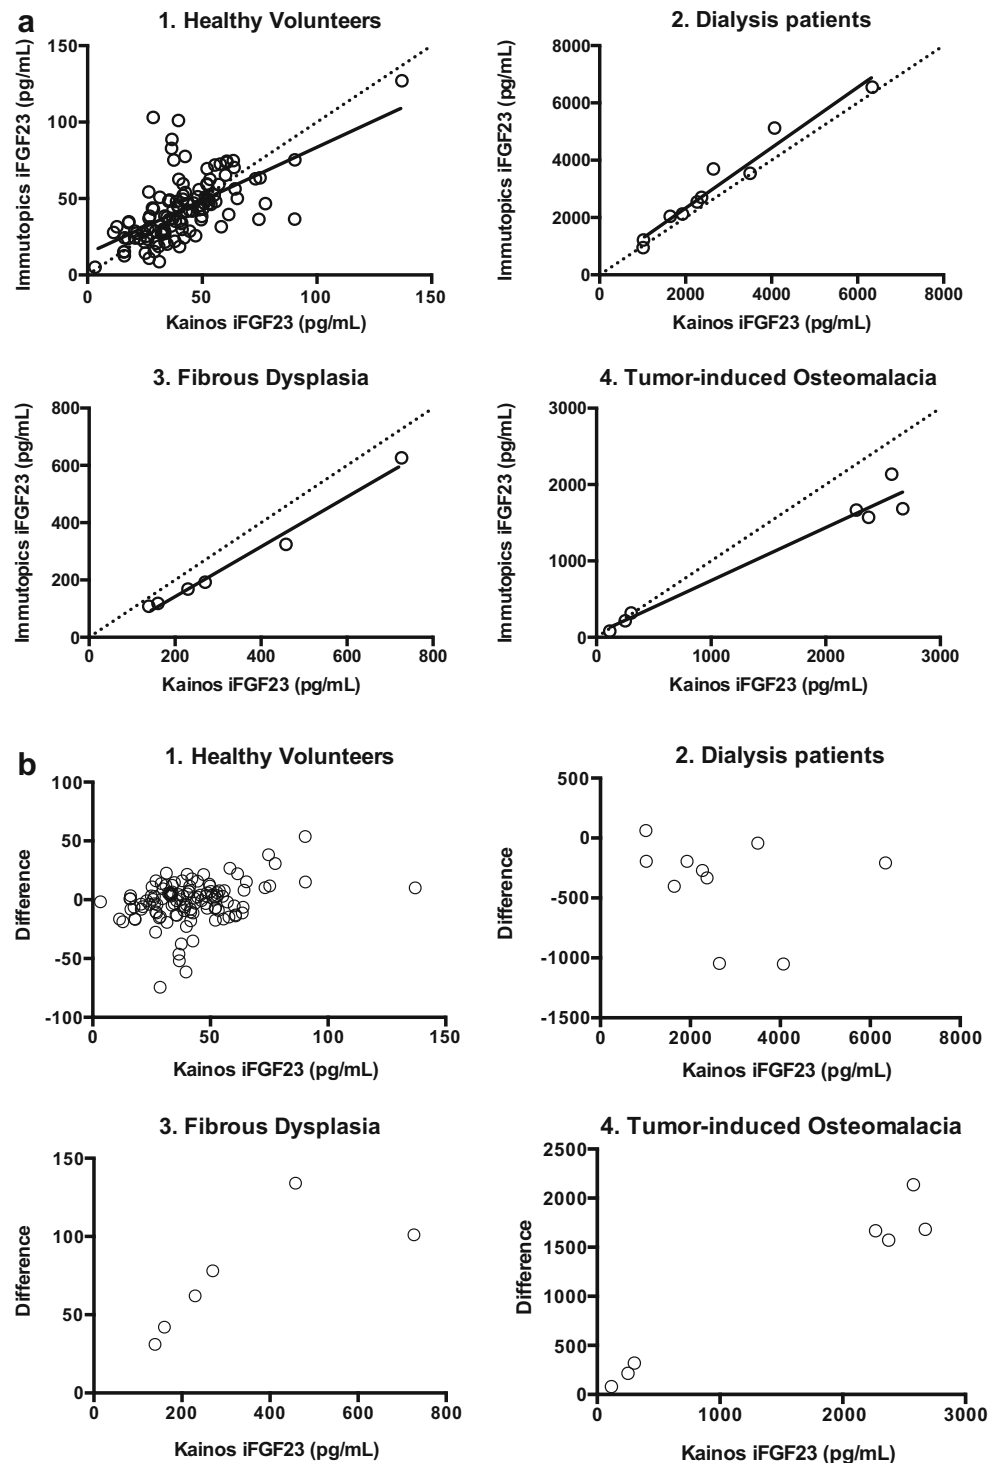 a
1. Healthy Volunteers
Immutopics iFGF23 (pg/mL)
150
100
50
0
0 50 100 150
Kainos iFGF23 (pg/mL)
2. Dialysis patients
Immutopics iFGF23 (pg/mL)
8000
6000
4000
2000
0
0 2000 4000 6000 8000
Kainos iFGF23 (pg/mL)
3. Fibrous Dysplasia
Immutopics iFGF23 (pg/mL)
800
600
400
200
0
0 200 400 600 800
Kainos iFGF23 (pg/mL)
4. Tumor-induced Osteomalacia
Immutopics iFGF23 (pg/mL)
3000
2000
1000
0
0 1000 2000 3000
Kainos iFGF23 (pg/mL)
b
1. Healthy Volunteers
Difference
100
50
0
-50
-100
0 50 100 150
Kainos iFGF23 (pg/mL)
2. Dialysis patients
Difference
500
0
-500
-1000
-1500
0 2000 4000 6000 8000
Kainos iFGF23 (pg/mL)
3. Fibrous Dysplasia
Difference
150
100
50
0
0 200 400 600 800
Kainos iFGF23 (pg/mL)
4. Tumor-induced Osteomalacia
Difference
2500
2000
1500
1000
500
0
0 1000 2000 3000
Kainos iFGF23 (pg/mL)